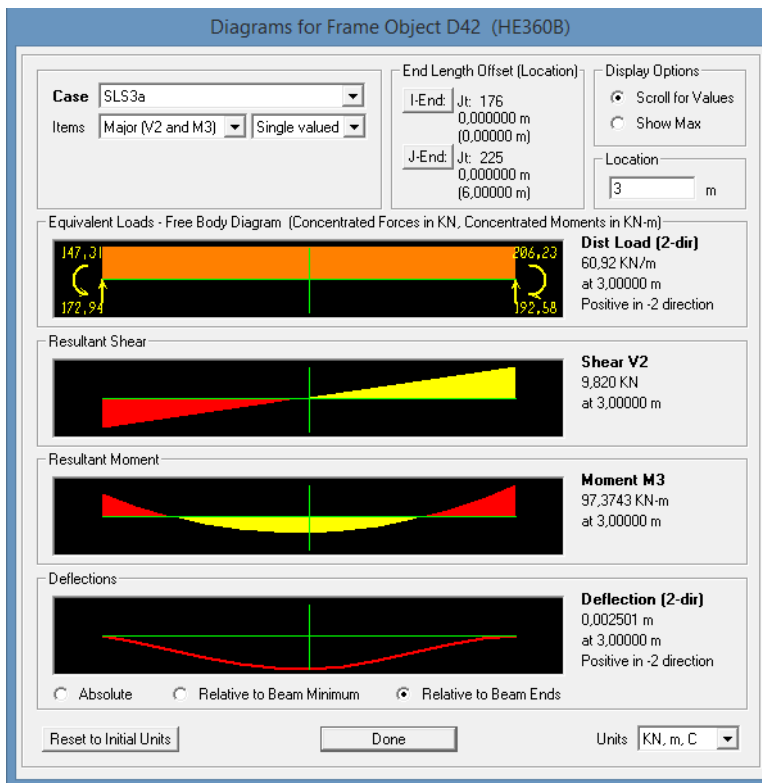 Diagrams for Frame Object D42 (HE360B)
Case SLS3a
Items Major (V2 and M3) Single valued
End Length Offset (Location)
I-End: Jt: 176
0,000000 m
(0,00000 m)
J-End: Jt: 225
0,000000 m
(6,00000 m)
Display Options
Scroll for Values
Show Max
Location
3 m
Equivalent Loads - Free Body Diagram (Concentrated Forces in KN, Concentrated Moments in KN-m)
147,31 206,23
172,94 192,58
Dist Load (2-dir)
60,92 KN/m
at 3,00000 m
Positive in -2 direction
Resultant Shear
Shear V2
9,820 KN
at 3,00000 m
Resultant Moment
Moment M3
97,3743 KN-m
at 3,00000 m
Deflections
Deflection (2-dir)
0,002501 m
at 3,00000 m
Positive in -2 direction
Absolute Relative to Beam Minimum Relative to Beam Ends
Reset to Initial Units Done Units KN, m, C